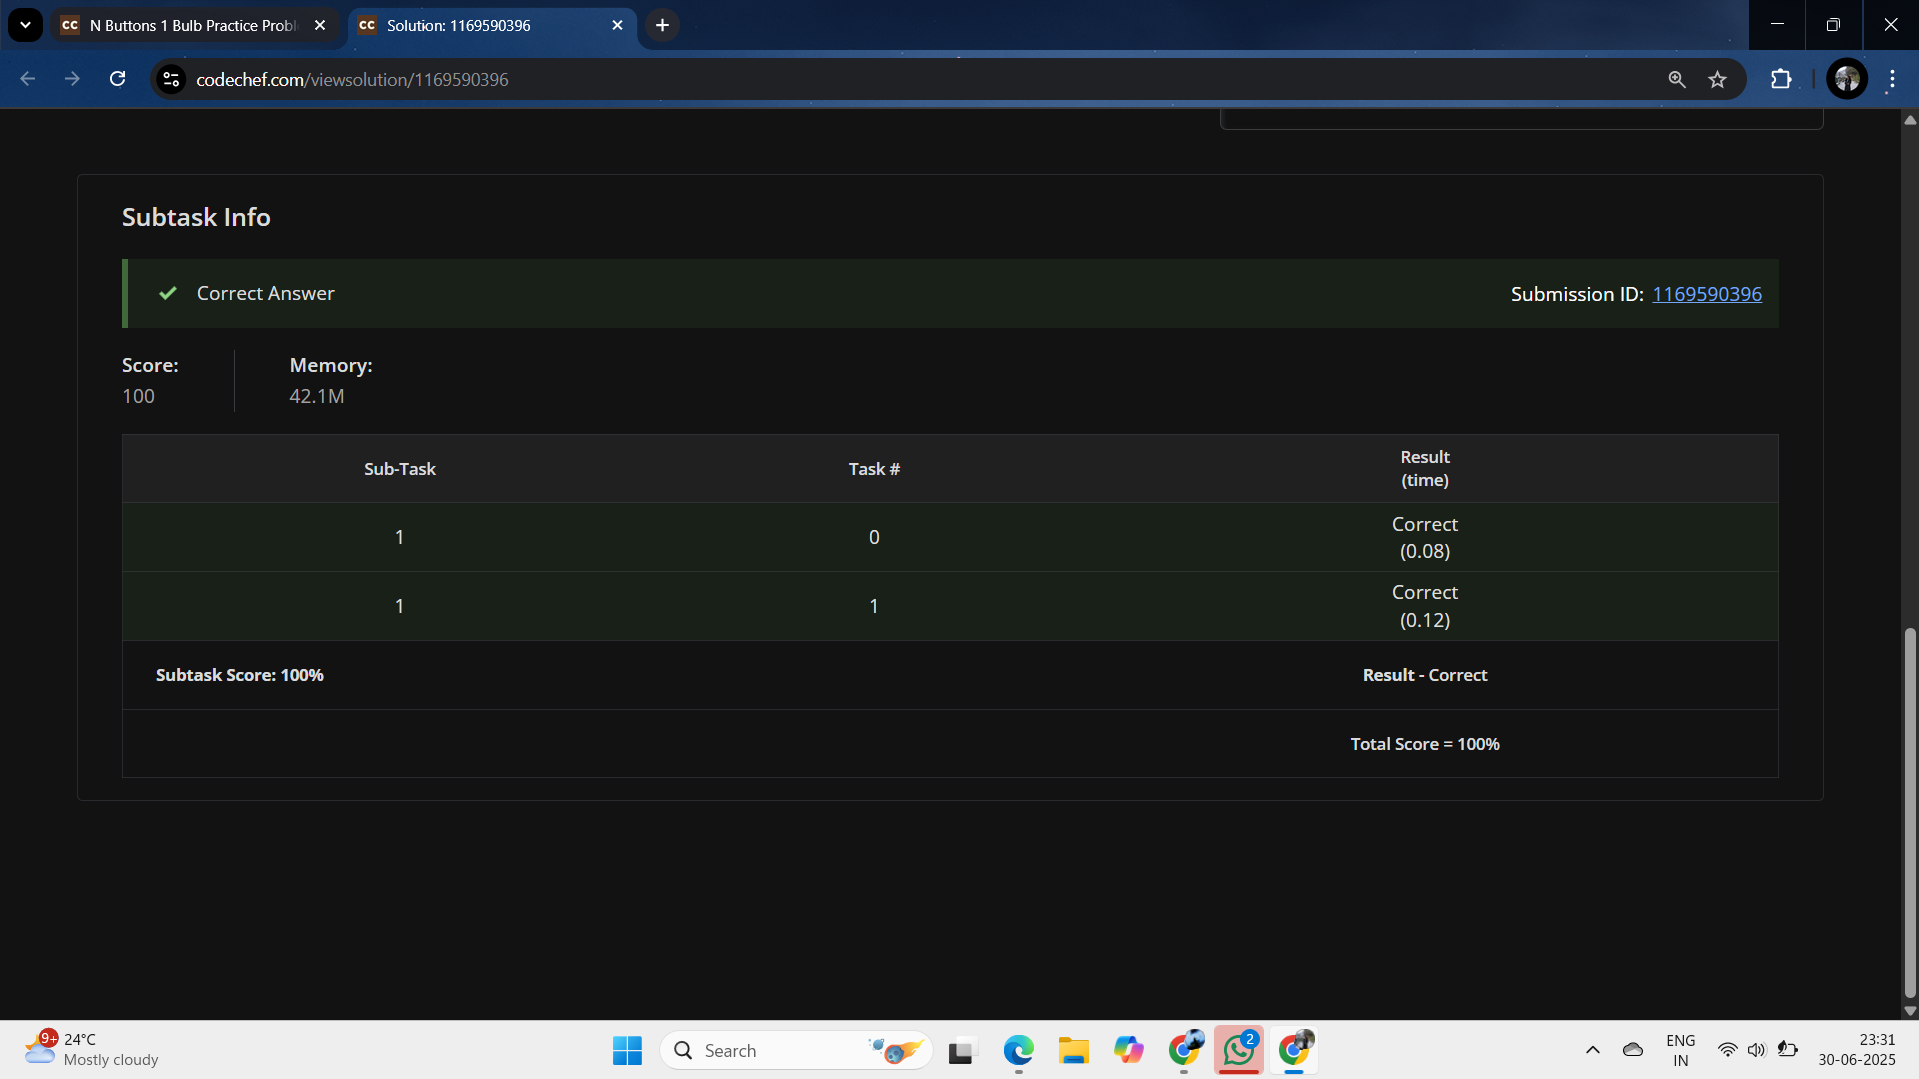 N Buttons 1 Bulb Practice Probl
Solution: 1169590396
codechef.com/viewsolution/1169590396
Subtask Info
Correct Answer
Submission ID: 1169590396
Score:
100
Memory:
42.1M
Sub-Task Task # Result
(time)
1 0 Correct
(0.08)
1 1 Correct
(0.12)
Subtask Score: 100% Result - Correct
Total Score = 100%
9+
24°C
Mostly cloudy
Search
2
ENG
IN
23:31
30-06-2025